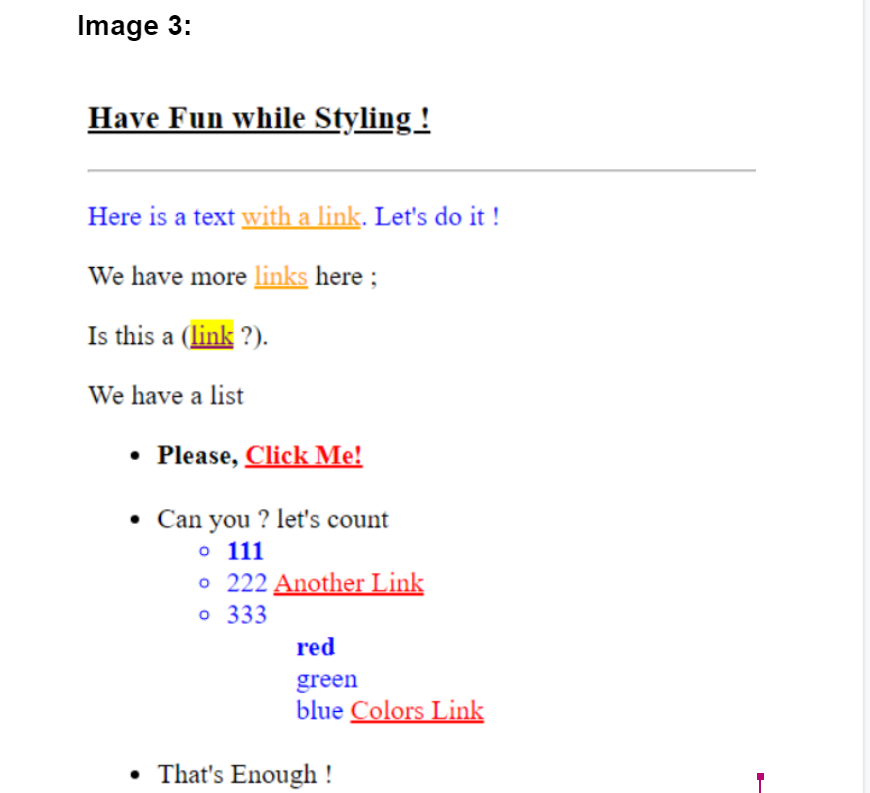 Image 3:
Have Fun while Styling !
Here is a text with a link. Let's do it !
We have more links here ;
Is this a (link ?).
We have a list
Please, Click Me!
Can you ? let's count
111
222 Another Link
333
red
green
blue Colors Link
That's Enough !